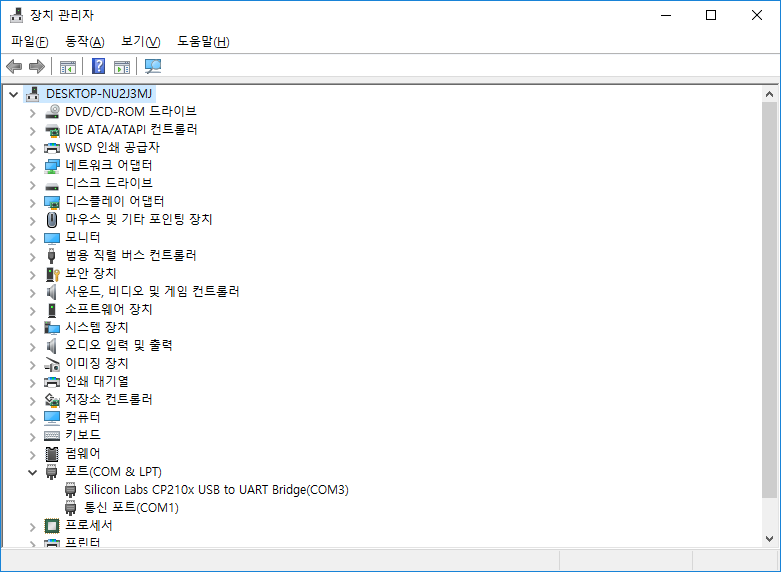 장치 관리자
파일(F) 동작(A) 보기(V) 도움말(H)
DESKTOP-NU2J3MJ
DVD/CD-ROM 드라이브
IDE ATA/ATAPI 컨트롤러
WSD 인쇄 공급자
네트워크 어댑터
디스크 드라이브
디스플레이 어댑터
마우스 및 기타 포인팅 장치
모니터
범용 직렬 버스 컨트롤러
보안 장치
사운드, 비디오 및 게임 컨트롤러
소프트웨어 장치
시스템 장치
오디오 입력 및 출력
이미징 장치
인쇄 대기열
저장소 컨트롤러
컴퓨터
키보드
펌웨어
포트(COM & LPT)
Silicon Labs CP210x USB to UART Bridge(COM3)
통신 포트(COM1)
프로세서
프린터